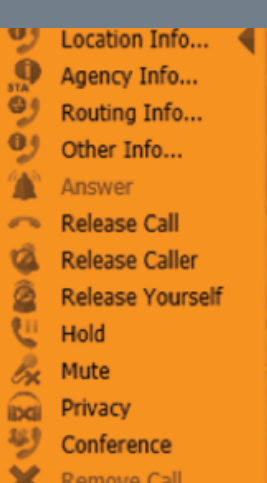 Location Info...
STA
Agency Info...
Routing Info...
Other Info...
Answer
Release Call
Release Caller
Release Yourself
Hold
Mute
Privacy
Conference
Remove Call